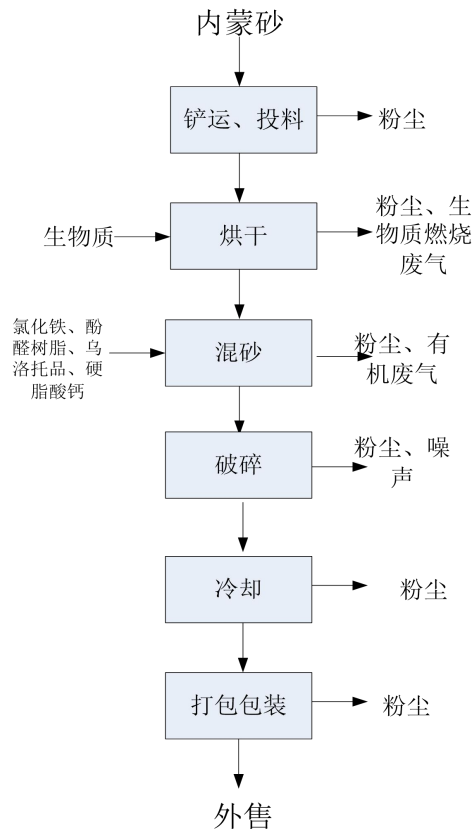 内蒙砂
铲运、投料
粉尘
生物质
烘干
粉尘、生
物质燃烧
废气
氯化铁、酚
醛树脂、乌
洛托品、硬
脂酸钙
混砂
粉尘、有
机废气
破碎
粉尘、噪
声
冷却
粉尘
打包包装
粉尘
外售